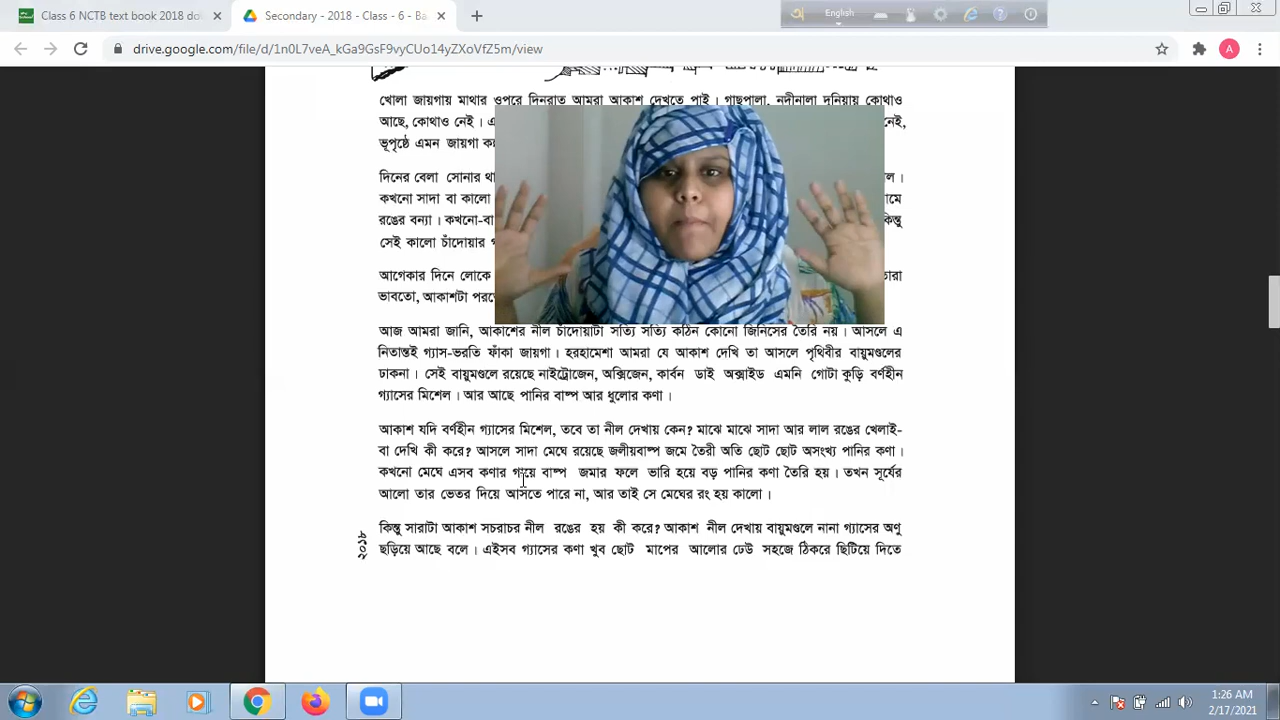 Class 6 NCTB text book 2018 bc
Secondary - 2018 - Class - 6 - Ba
English
drive.google.com/file/d/1n0L7veA_kGa9GsF9vyCUo14yZXoVfZ5m/view
A
খোলা জায়গায় মাথার ওপরে দিনরাত আমরা আকাশ দেখতে পাই। গাছপালা, নদীনালা দুনিয়ায় কোথাও
আছে, কোথাও নেই। এ নেই,
ভূপৃষ্ঠে এমন জায়গা
দিনের বেলা সোনার থা ল।
কখনো সাদা বা কালো নামে
রঙের বন্যা। কখনো-বা কিন্তু
সেই কালো চাঁদোয়ার
আগেকার দিনে লোকে তারা
ভাবতো, আকাশটা
আজ আমরা জানি, আকাশের নীল চাঁদোয়াটা সত্যি সত্যি কঠিন কোনো জিনিসের তৈরি নয়। আসলে এ
নিতান্তই গ্যাস-ভরতি ফাঁকা জায়গা। হরহামেশা আমরা যে আকাশ দেখি তা আসলে পৃথিবীর বায়ুমণ্ডলের
ঢাকনা। সেই বায়ুমণ্ডলে রয়েছে নাইট্রোজেন, অক্সিজেন, কার্বন ডাই অক্সাইড এমনি গোটা কুড়ি বর্ণহীন
গ্যাসের মিশেল। আর আছে পানির বাষ্প আর ধুলোর কণা।
আকাশ যদি বর্ণহীন গ্যাসের মিশেল, তবে তা নীল দেখায় কেন? মাঝে মাঝে সাদা আর লাল রঙের খেলাই-
বা দেখি কী করে? আসলে সাদা মেঘে রয়েছে জলীয়বাষ্প জমে তৈরী অতি ছোট ছোট অসংখ্য পানির কণা।
কখনো মেঘে এসব কণার গায়ে বাষ্প জমার ফলে ভারি হয়ে বড় পানির কণা তৈরি হয়। তখন সূর্যের
আলো তার ভেতর দিয়ে আসতে পারে না, আর তাই সে মেঘের রং হয় কালো।
কিন্তু সারাটা আকাশ সচরাচর নীল রঙের হয় কী করে? আকাশ নীল দেখায় বায়ুমণ্ডলে নানা গ্যাসের অণু
ছড়িয়ে আছে বলে। এইসব গ্যাসের কণা খুব ছোট মাপের আলোর ঢেউ সহজে ঠিকরে ছিটিয়ে দিতে
২০১৮
1:26 AM
2/17/2021